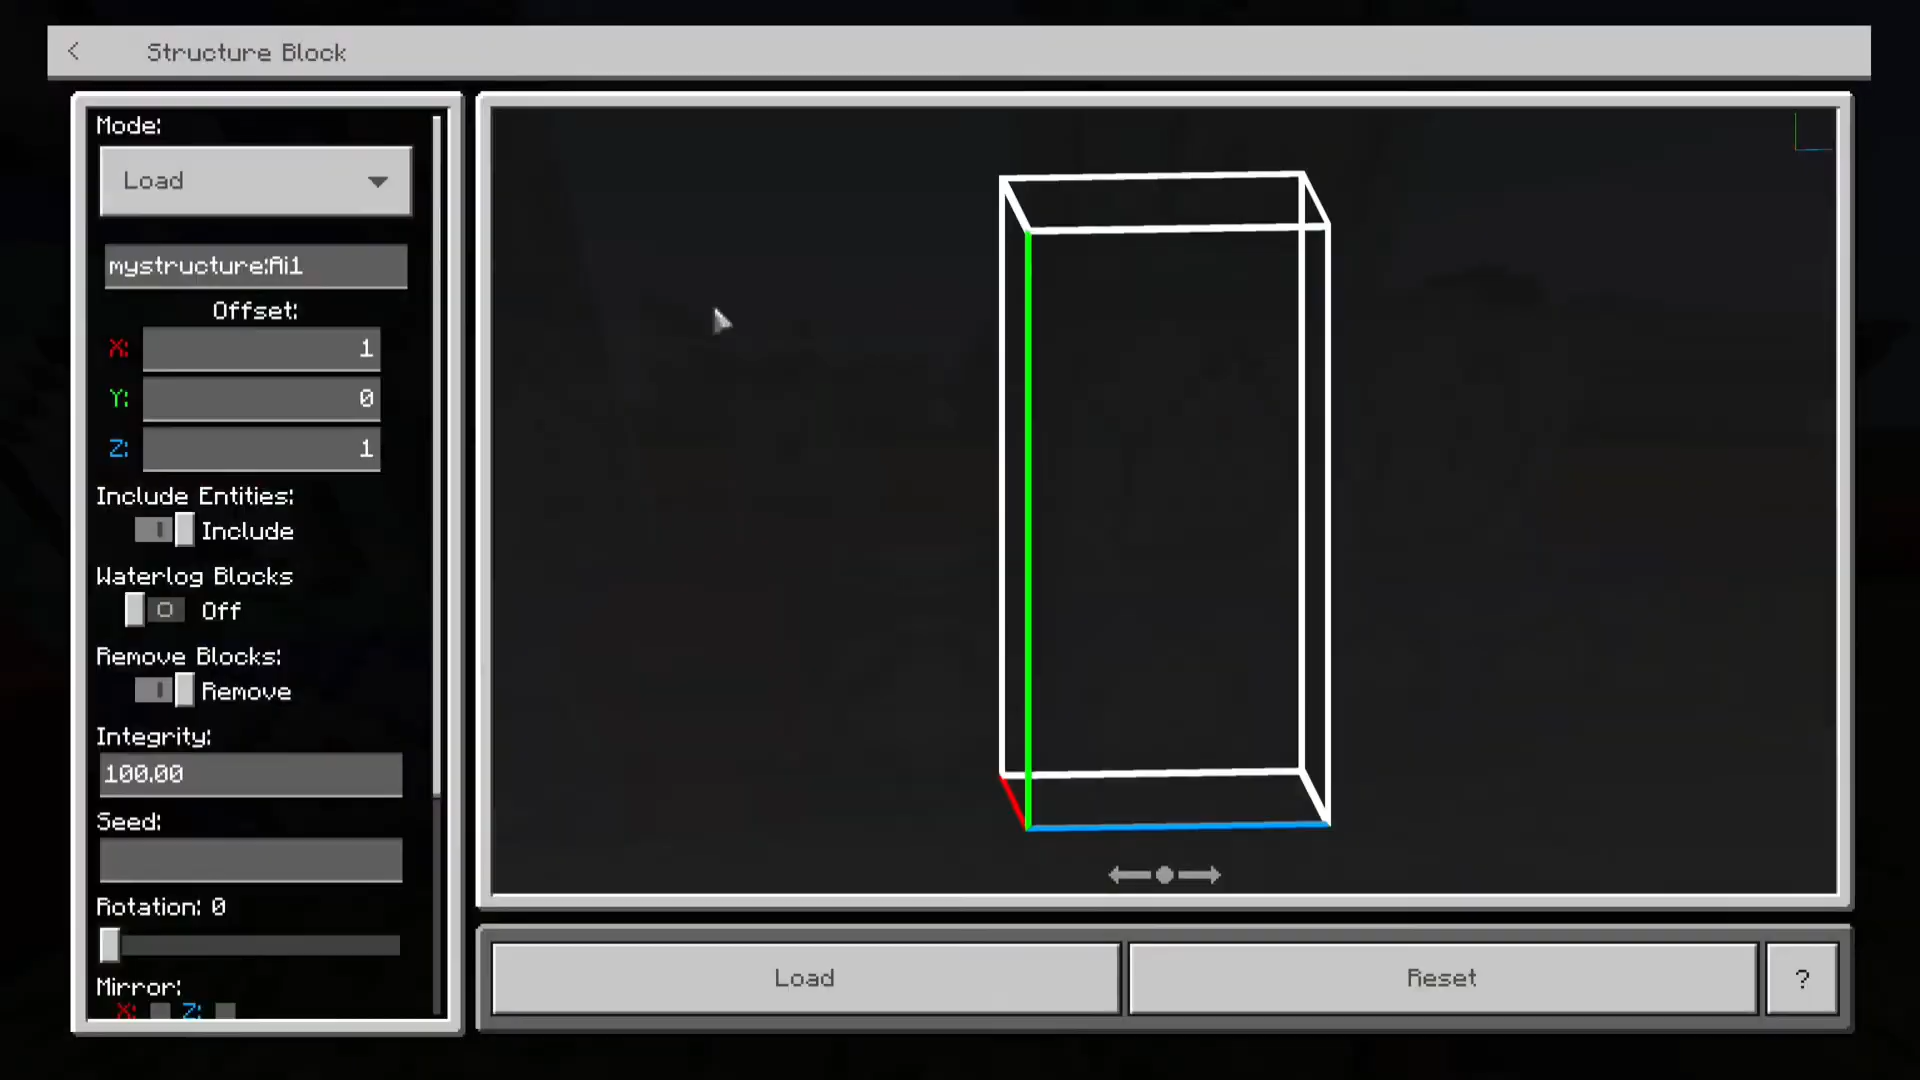 Structure Block
Mode:
Load
mystructure:Ai1
Offset:
X: 1
Y: 0
Z: 1
Include Entities:
Include
Waterlog Blocks
Off
Remove Blocks:
Remove
Integrity:
100.00
Seed:
Rotation: 0
Mirror:
X: Z:
Load
Reset
?